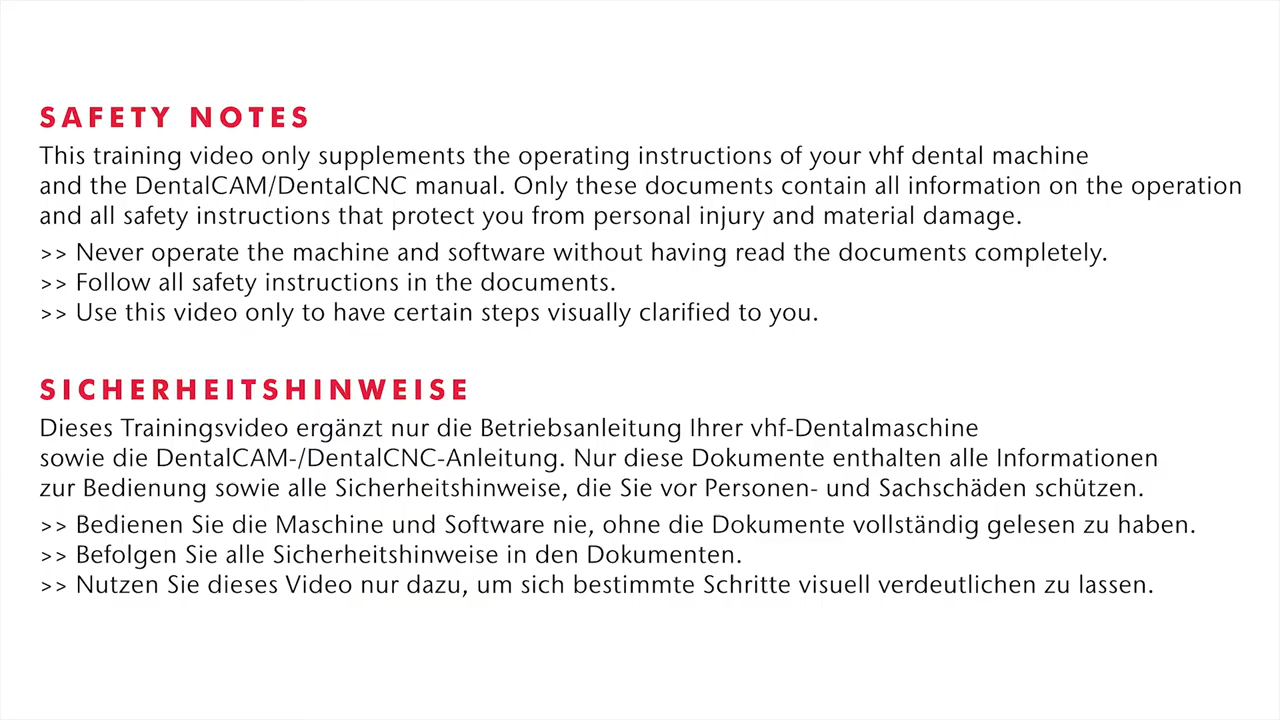 SAFETY NOTES
This training video only supplements the operating instructions of your vhf dental machine
and the DentalCAM/DentalCNC manual. Only these documents contain all information on the operation
and all safety instructions that protect you from personal injury and material damage.
>> Never operate the machine and software without having read the documents completely.
>> Follow all safety instructions in the documents.
>> Use this video only to have certain steps visually clarified to you.
SICHERHEITSHINWEISE
Dieses Trainingsvideo ergänzt nur die Betriebsanleitung Ihrer vhf-Dentalmaschine
sowie die DentalCAM-/DentalCNC-Anleitung. Nur diese Dokumente enthalten alle Informationen
zur Bedienung sowie alle Sicherheitshinweise, die Sie vor Personen- und Sachschäden schützen.
>> Bedienen Sie die Maschine und Software nie, ohne die Dokumente vollständig gelesen zu haben.
>> Befolgen Sie alle Sicherheitshinweise in den Dokumenten.
>> Nutzen Sie dieses Video nur dazu, um sich bestimmte Schritte visuell verdeutlichen zu lassen.